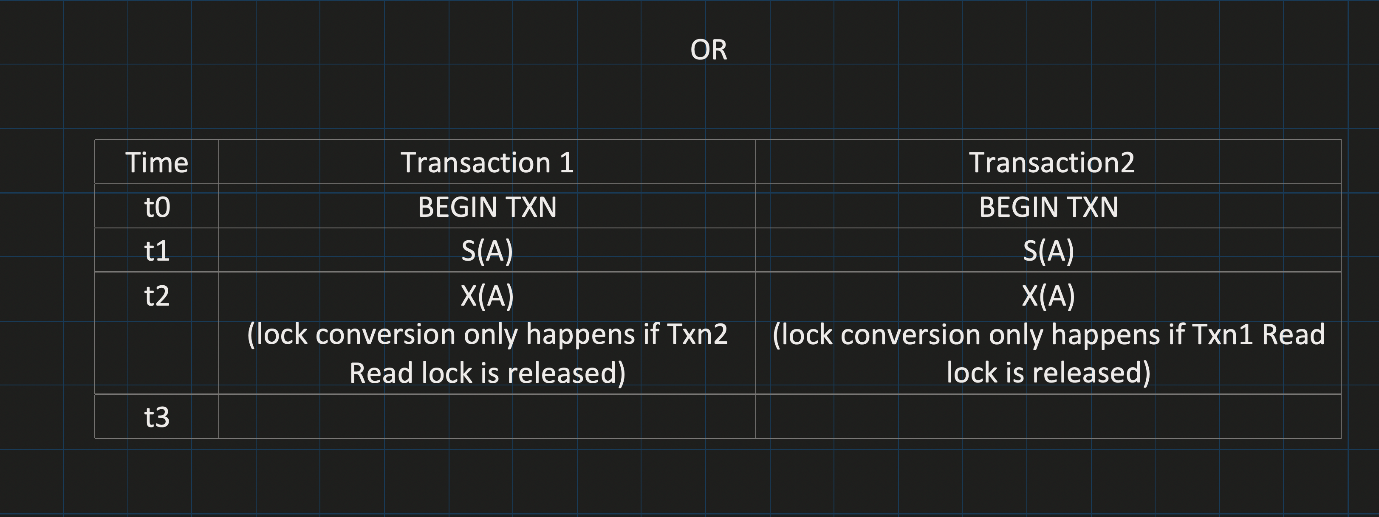 OR
Time Transaction 1 Transaction2
t0 BEGIN TXN BEGIN TXN
t1 S(A) S(A)
t2 X(A) X(A)
(lock conversion only happens if Txn2 (lock conversion only happens if Txn1 Read
Read lock is released) lock is released)
t3